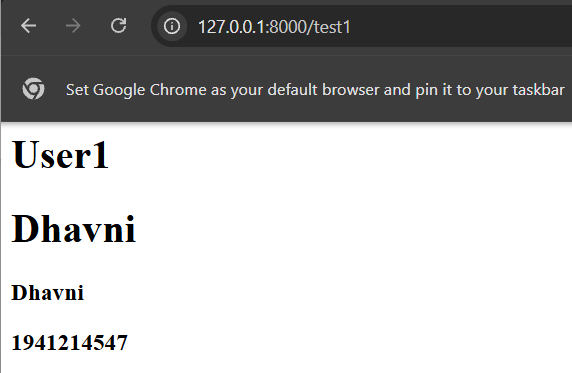 127.0.0.1:8000/test1
Set Google Chrome as your default browser and pin it to your taskbar
User1
Dhavni
Dhavni
1941214547